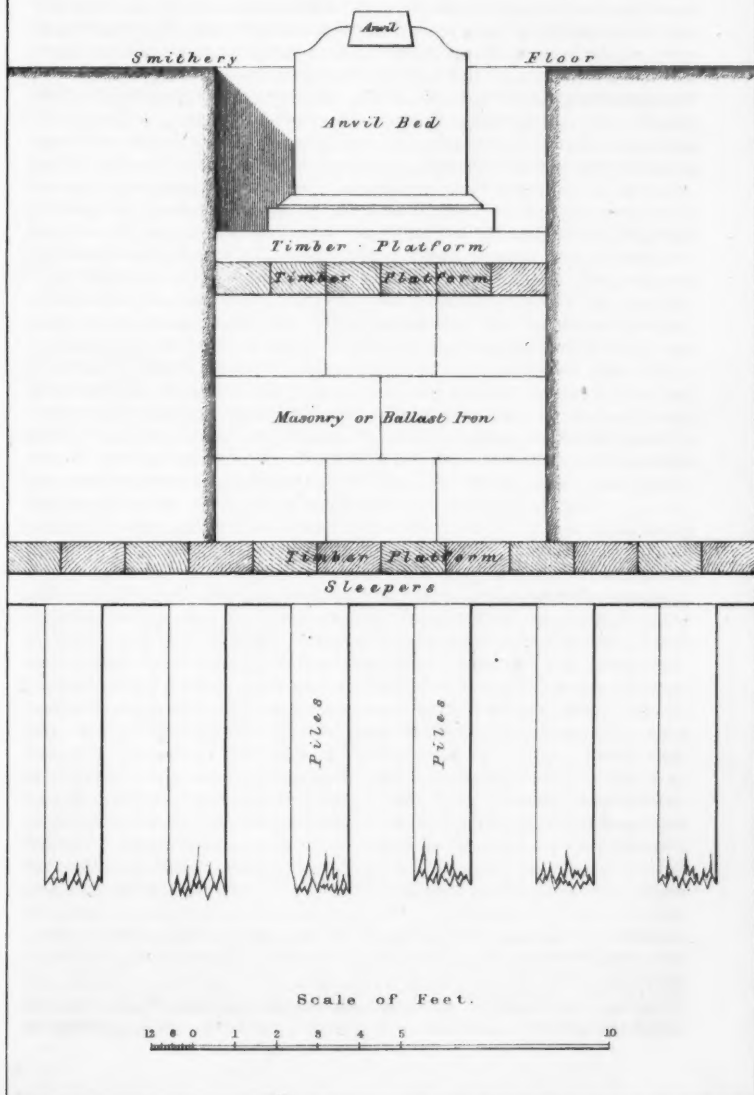 Anvil
Smithery Floor
Anvil Bed
Timber Platform
Timber Platform
Masonry or Ballast Iron
Timber Platform
Sleepers
Piles Piles
Scale of Feet.
12 6 0 1 2 3 4 5 10